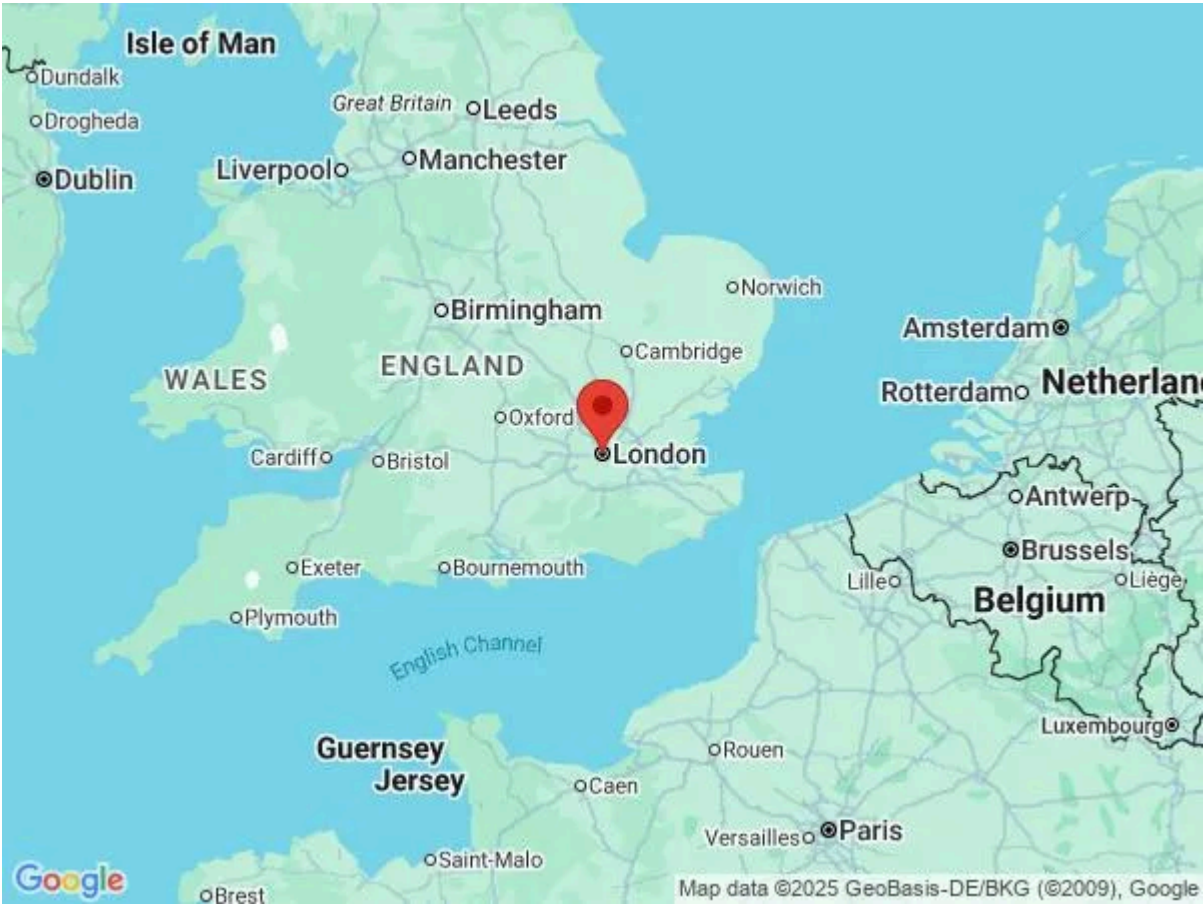 Isle of Man
Dundalk
Great Britain
Leeds
Drogheda
Manchester
Liverpool
Dublin
Norwich
Birmingham
Amsterdam
Cambridge
ENGLAND
WALES
Netherlan
Rotterdam
Oxford
London
Cardiff
Bristol
Antwerp
Brussels
Exeter
Bournemouth
Lille
Liège
Belgium
Plymouth
English Channel
Luxembourg
Guernsey
Jersey
Rouen
Caen
Paris
Versailles
Saint-Malo
Google
Brest
Map data ©2025 GeoBasis-DE/BKG (©2009), Google